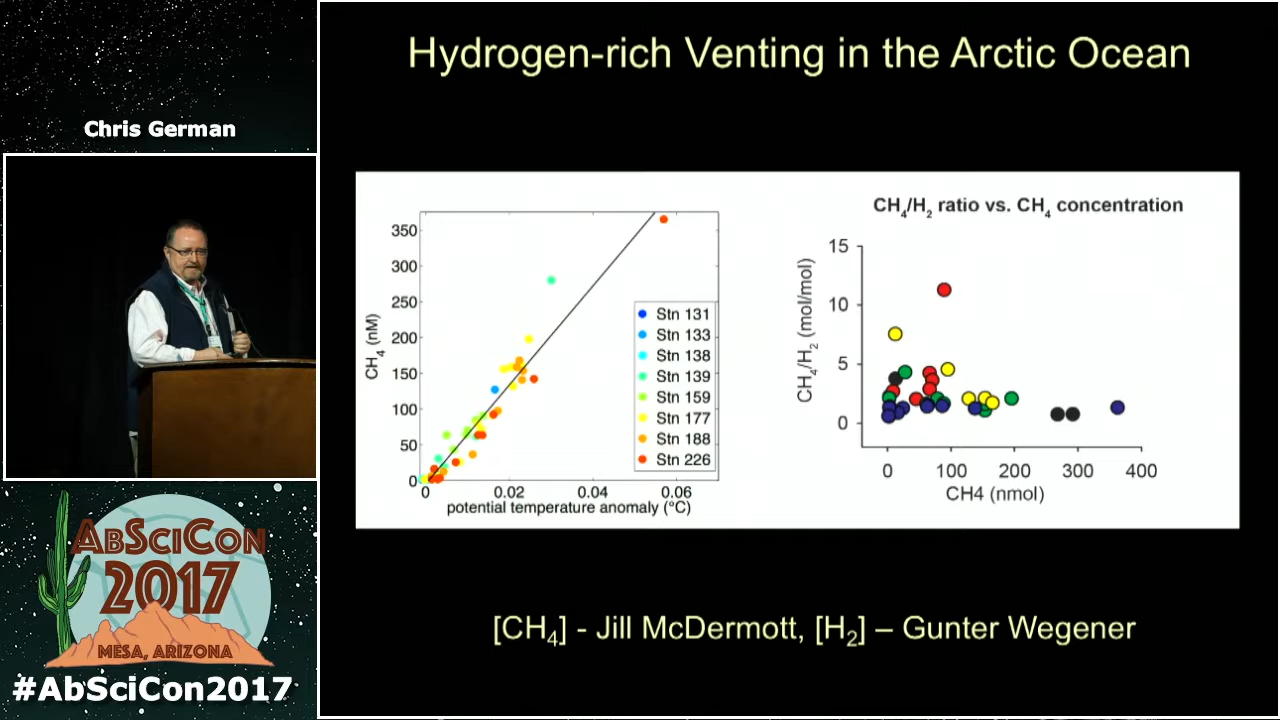 Hydrogen-rich Venting in the Arctic Ocean
Chris German
350
300
250
200
150
100
50
0
CH4 (nM)
0 0.02 0.04 0.06
potential temperature anomaly (°C)
Stn 131
Stn 133
Stn 138
Stn 139
Stn 159
Stn 177
Stn 188
Stn 226
CH4/H2 ratio vs. CH4 concentration
15
10
5
0
CH4/H2 (mol/mol)
0 100 200 300 400
CH4 (nmol)
[CH4] - Jill McDermott, [H2] – Gunter Wegener
ABSCICON
2017
MESA, ARIZONA
#AbSciCon2017